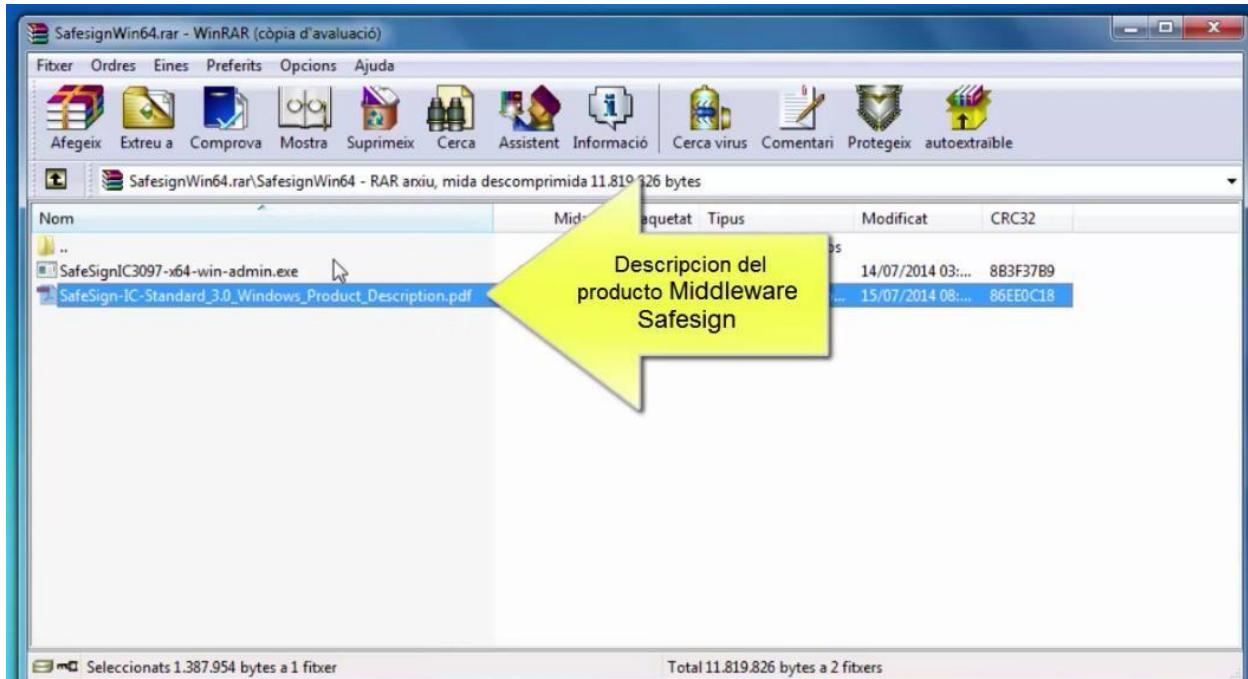 SafesignWin64.rar - WinRAR (còpia d'avaluació)
Fitxer Ordres Eines Preferits Opcions Ajuda
Afegeix Extreu a Comprova Mostra Suprimeix Cerca Assistent Informació Cerca virus Comentari Protegeix autoextraïble
SafesignWin64.rar\SafesignWin64 - RAR arxiu, mida descomprimida 11.819.826 bytes
Nom Tipus Modificat CRC32
..
SafeSignIC3097-x64-win-admin.exe 14/07/2014 03:... 8B3F37B9
SafeSign-IC-Standard_3.0_Windows_Product_Description.pdf ... 15/07/2014 08:... 86EE0C18
Descripcion del
producto Middleware
Safesign
Seleccionats 1.387.954 bytes a 1 fitxer Total 11.819.826 bytes a 2 fitxers